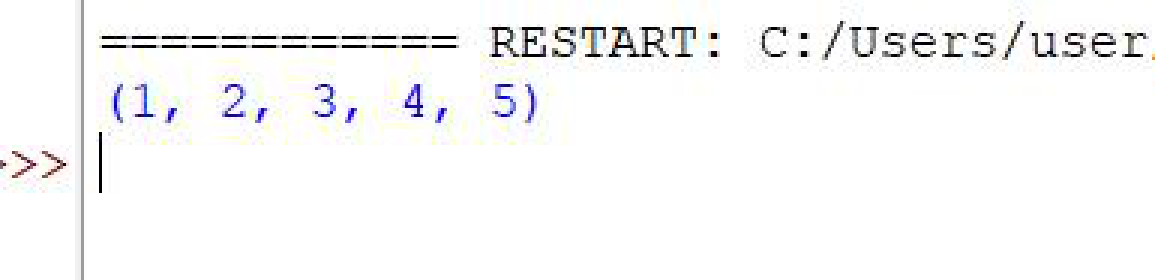 ============ RESTART: C:/Users/user
(1, 2, 3, 4, 5)
>>>